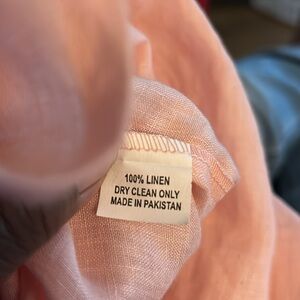 100% LINEN
DRY CLEAN ONLY
MADE IN PAKISTAN